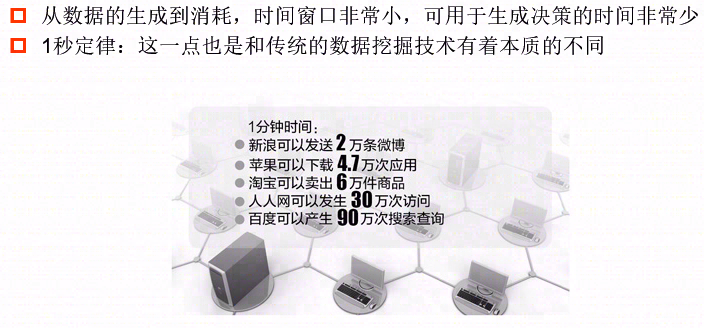 从数据的生成到消耗，时间窗口非常小，可用于生成决策的时间非常少
1秒定律：这一点也是和传统的数据挖掘技术有着本质的不同
1分钟时间：
新浪可以发送2万条微博
苹果可以下载4.7万次应用
淘宝可以卖出6万件商品
人人网可以发生30万次访问
百度可以产生90万次搜索查询